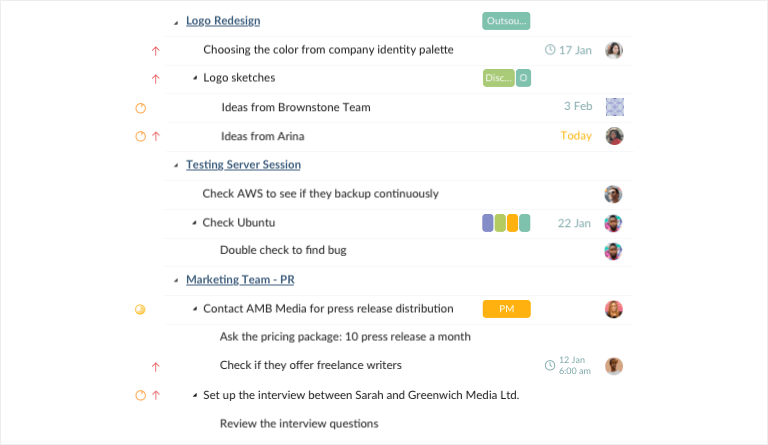 Logo Redesign Outsou...
Choosing the color from company identity palette 17 Jan
Logo sketches Disc... O
Ideas from Brownstone Team 3 Feb
Ideas from Arina Today
Testing Server Session
Check AWS to see if they backup continuously
Check Ubuntu 22 Jan
Double check to find bug
Marketing Team - PR
Contact AMB Media for press release distribution PM
Ask the pricing package: 10 press release a month
Check if they offer freelance writers 12 Jan
6:00 am
Set up the interview between Sarah and Greenwich Media Ltd.
Review the interview questions